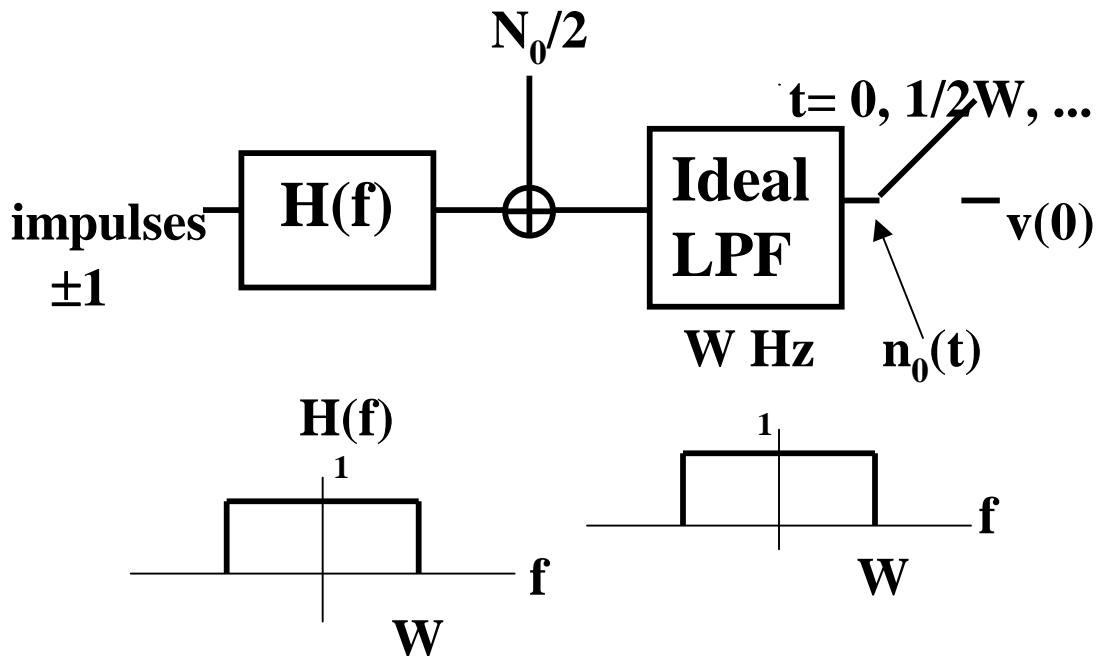 N₀/2
t= 0, 1/2W, ...
impulses
±1
H(f)
Ideal
LPF
v(0)
W Hz
n₀(t)
H(f)
1
f
W
1
f
W